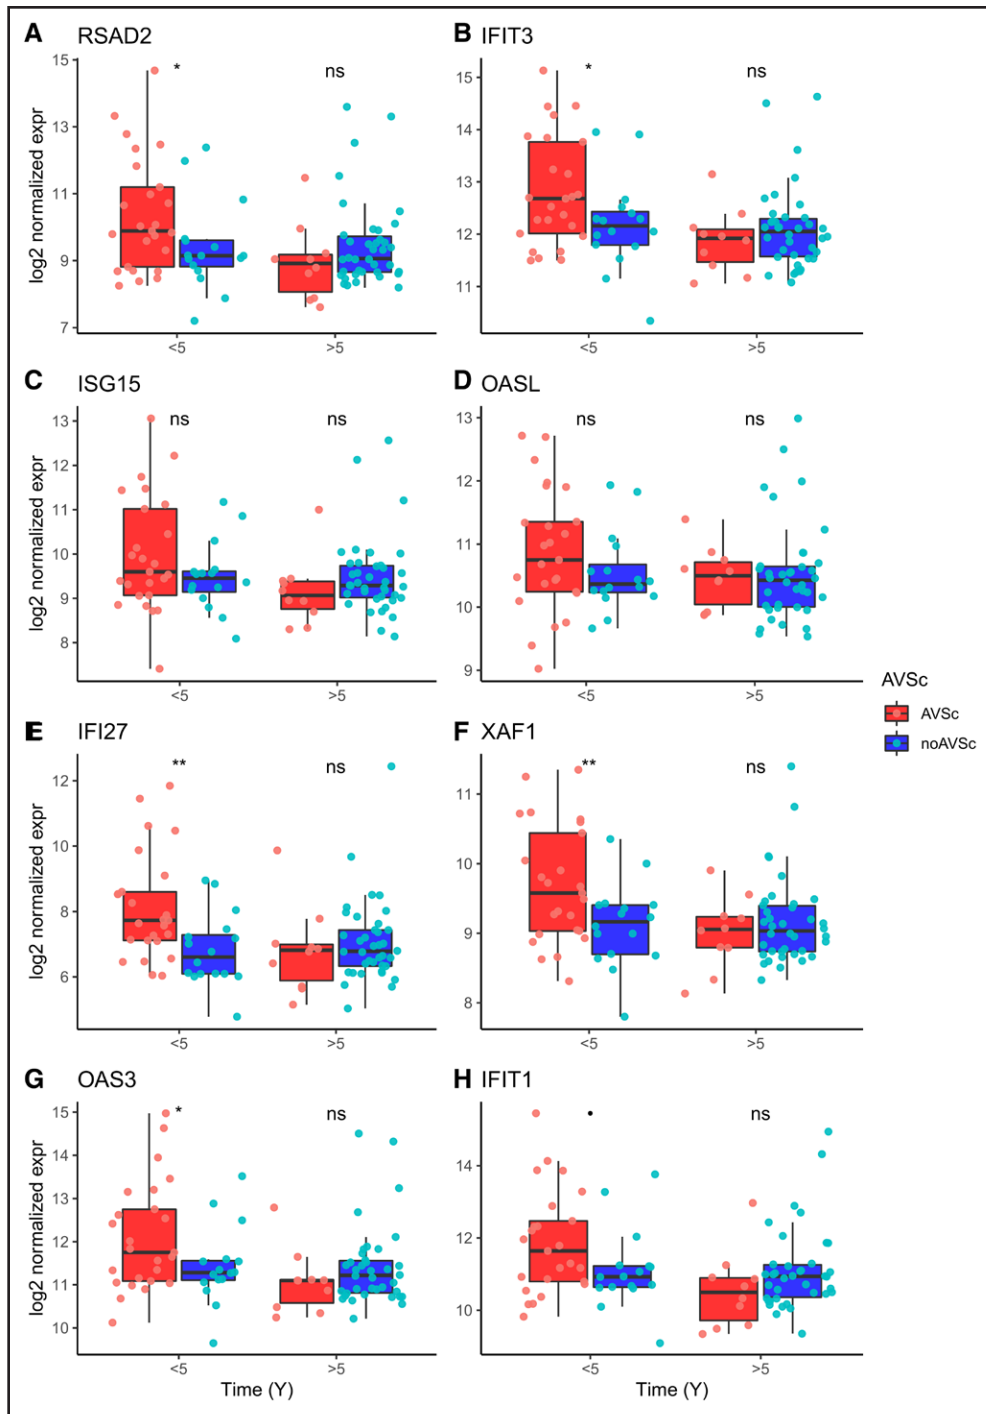 A RSAD2
* ns
15
13
11
9
7
log2 normalized expr
<5 >5
B IFIT3
* ns
15
14
13
12
11
<5 >5
C ISG15
ns ns
13
12
11
10
9
8
log2 normalized expr
<5 >5
D OASL
ns ns
13
12
11
10
9
<5 >5
AVSc
AVSc
noAVSc
E IFI27
** ns
12
10
8
6
log2 normalized expr
<5 >5
F XAF1
** ns
11
10
9
8
<5 >5
G OAS3
* ns
15
14
13
12
11
10
log2 normalized expr
<5 >5
Time (Y)
H IFIT1
• ns
14
12
10
<5 >5
Time (Y)